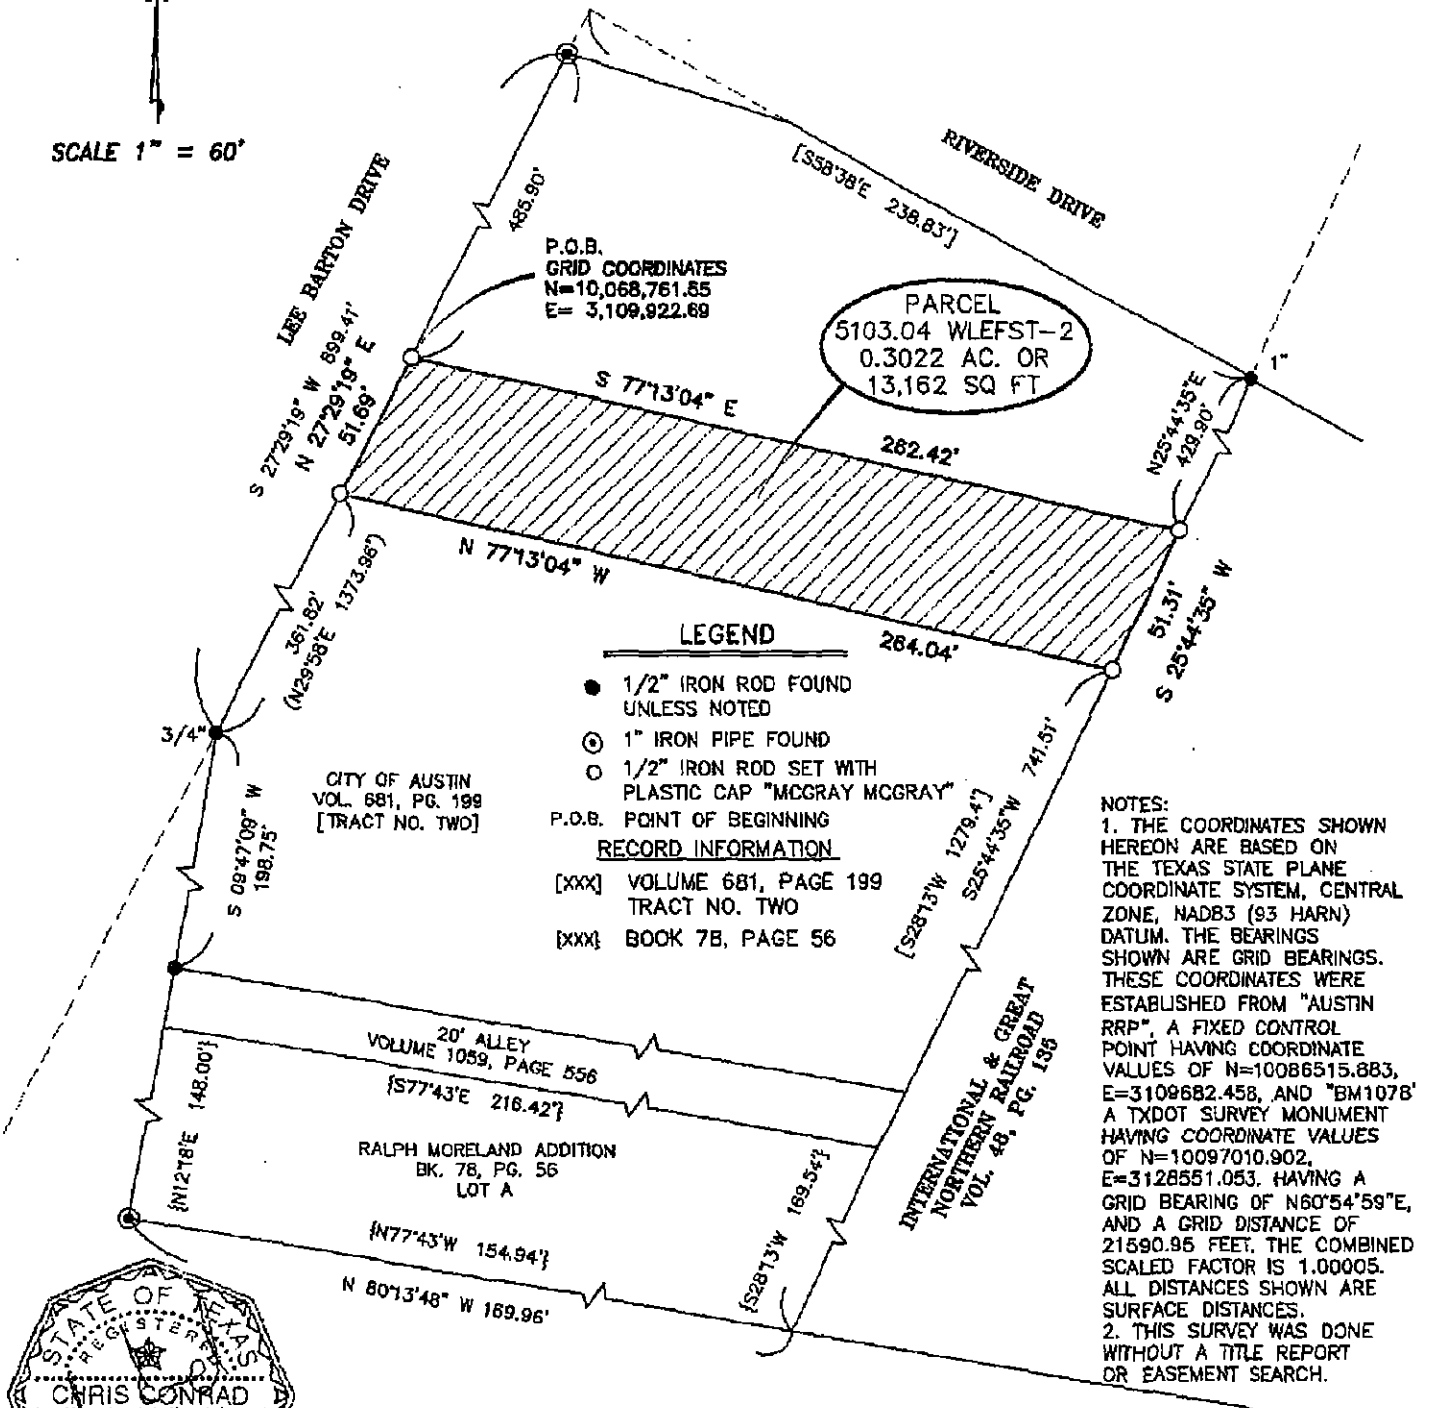 SCALE 1" = 60'
LEE BARTON DRIVE
RIVERSIDE DRIVE
[S58°38'E 238.83']
485.90'
P.O.B.
GRID COORDINATES
N=10,068,761.55
E= 3,109,922.69
PARCEL
5103.04 WLEFST-2
0.3022 AC. OR
13,162 SQ FT
1"
N25°44'35"E
429.90'
S 27°29'19" W 899.41'
N 27°29'19" E
51.69'
S 77°13'04" E
262.42'
N 77°13'04" W
264.04'
51.31'
S 25°44'35" W
361.82'
(N29°58'E 1373.96')
3/4"
LEGEND
1/2" IRON ROD FOUND
UNLESS NOTED
1" IRON PIPE FOUND
1/2" IRON ROD SET WITH
PLASTIC CAP "MCGRAY MCGRAY"
P.O.B. POINT OF BEGINNING
RECORD INFORMATION
[XXX] VOLUME 681, PAGE 199
TRACT NO. TWO
{XXX} BOOK 78, PAGE 56
CITY OF AUSTIN
VOL. 681, PG. 199
[TRACT NO. TWO]
S 09°47'09" W
198.75'
[S28°13'W 1279.4']
S25°44'35"W 741.51'
20' ALLEY
VOLUME 1059, PAGE 556
{S77°43'E 216.42'}
{N12°18'E 148.00'}
RALPH MORELAND ADDITION
BK. 78, PG. 56
LOT A
{N77°43'W 154.94'}
N 80°13'48" W 169.96'
{S28°13'W 169.54'}
INTERNATIONAL & GREAT
NORTHERN RAILROAD
VOL. 48, PG. 135
NOTES:
1. THE COORDINATES SHOWN
HEREON ARE BASED ON
THE TEXAS STATE PLANE
COORDINATE SYSTEM, CENTRAL
ZONE, NAD83 (93 HARN)
DATUM. THE BEARINGS
SHOWN ARE GRID BEARINGS.
THESE COORDINATES WERE
ESTABLISHED FROM "AUSTIN
RRP", A FIXED CONTROL
POINT HAVING COORDINATE
VALUES OF N=10086515.883,
E=3109682.458, AND "BM1078'
A TXDOT SURVEY MONUMENT
HAVING COORDINATE VALUES
OF N=10097010.902,
E=3128551.053. HAVING A
GRID BEARING OF N60°54'59"E,
AND A GRID DISTANCE OF
21590.95 FEET. THE COMBINED
SCALED FACTOR IS 1.00005.
ALL DISTANCES SHOWN ARE
SURFACE DISTANCES.
2. THIS SURVEY WAS DONE
WITHOUT A TITLE REPORT
OR EASEMENT SEARCH.
STATE OF TEXAS
REGISTERED
CHRIS CONRAD